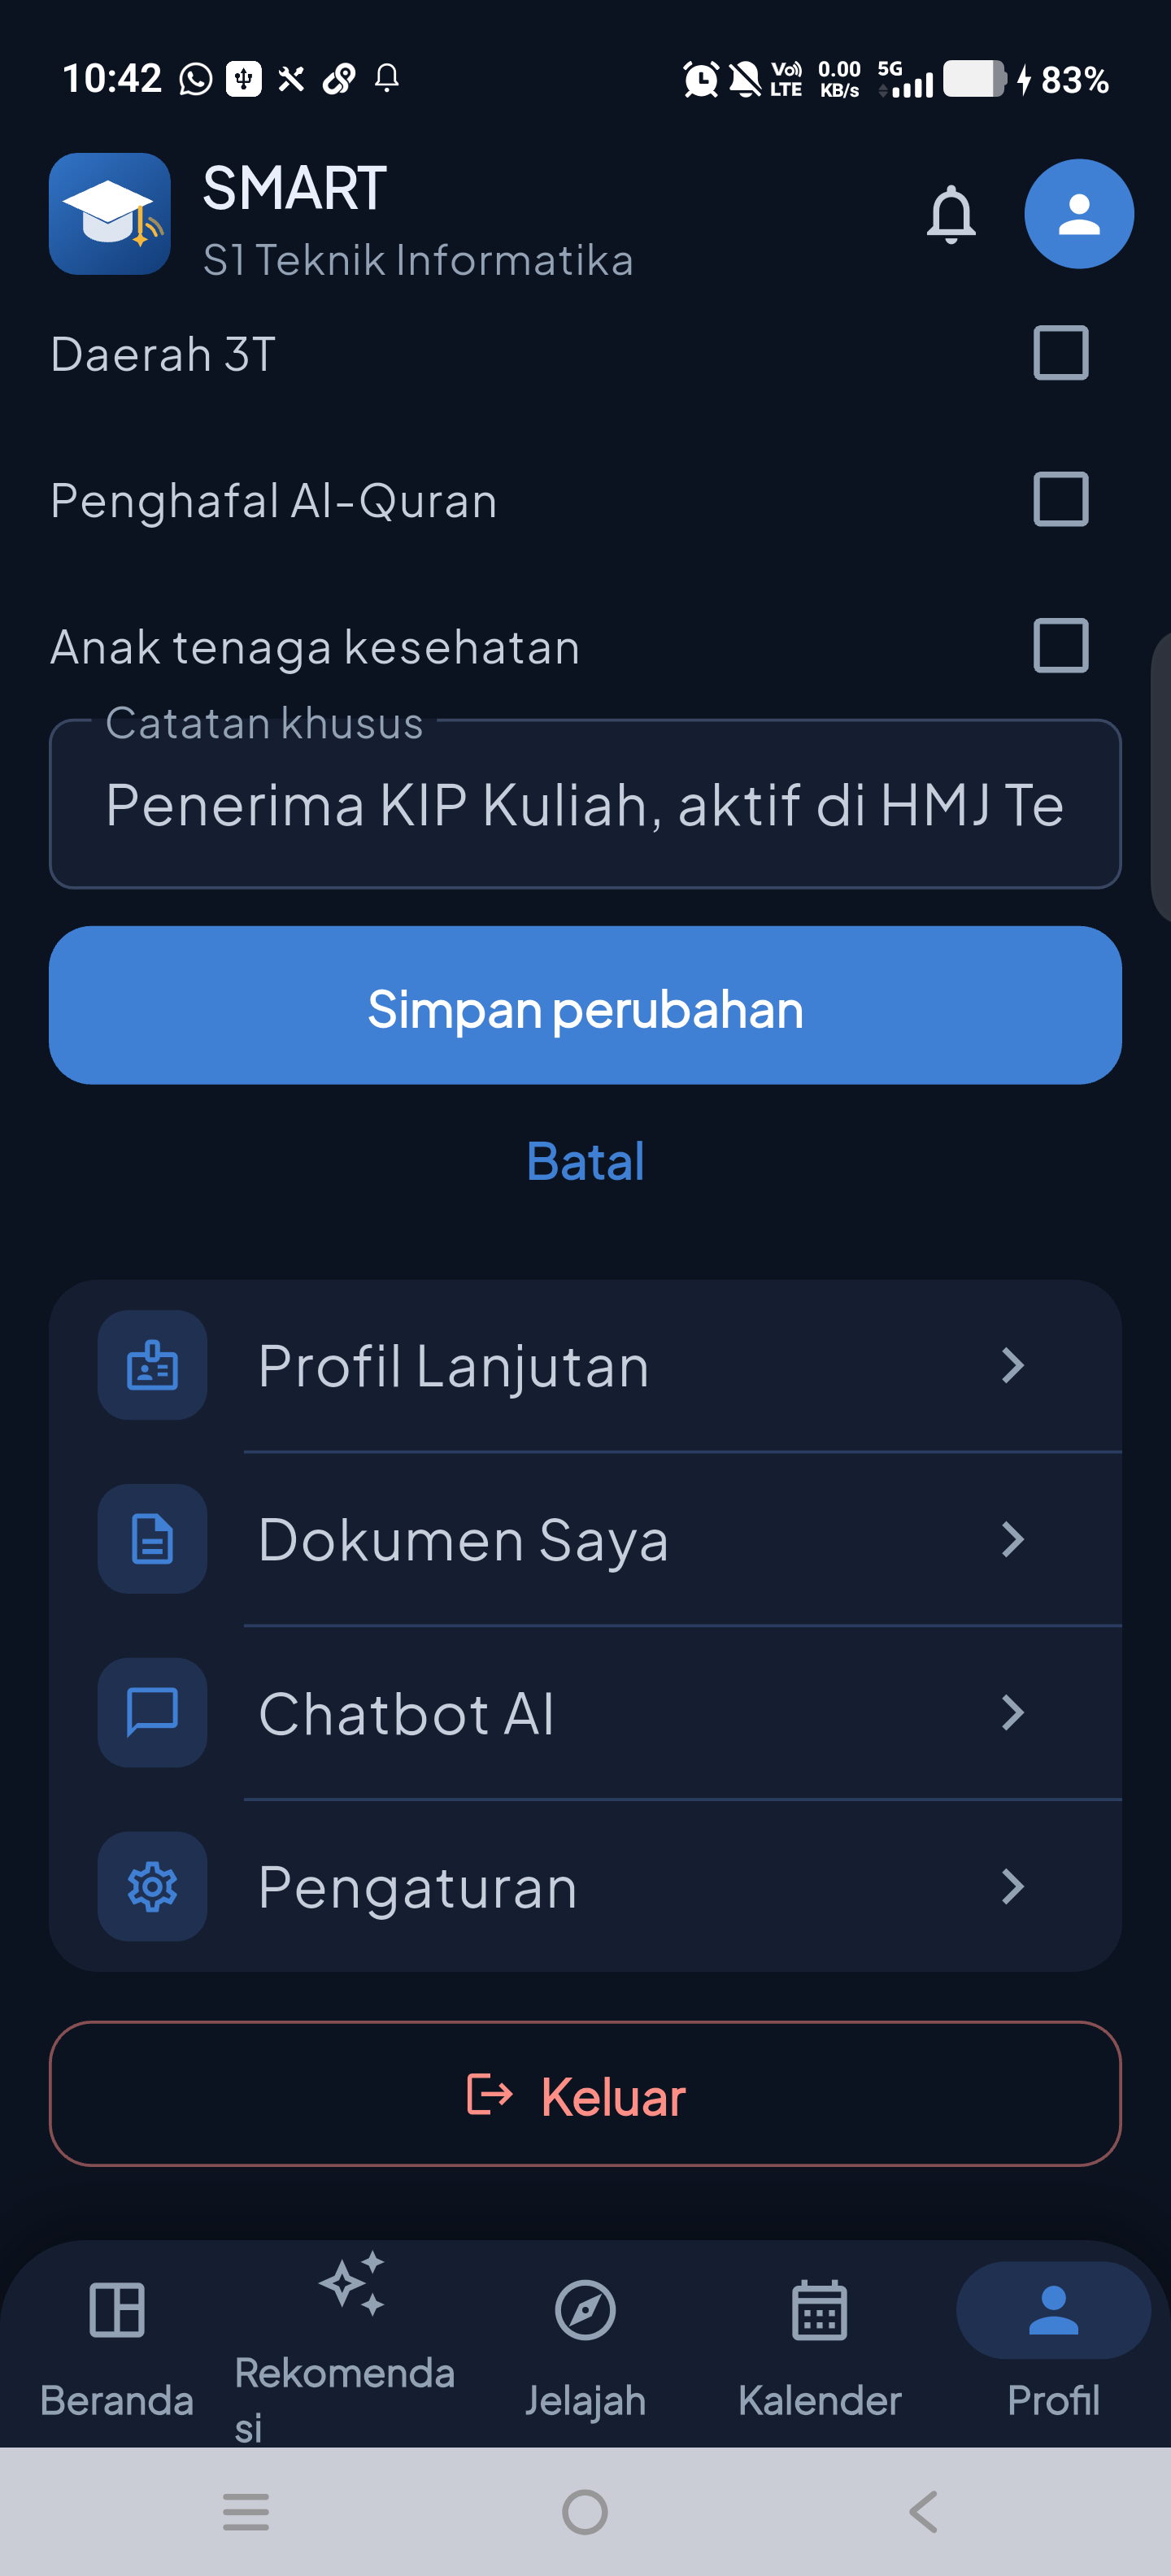 10:42
Vo) LTE 0.00 KB/s 5G 83%
SMART
S1 Teknik Informatika
Daerah 3T
Penghafal Al-Quran
Anak tenaga kesehatan
Catatan khusus
Penerima KIP Kuliah, aktif di HMJ Te
Simpan perubahan
Batal
Profil Lanjutan
Dokumen Saya
Chatbot AI
Pengaturan
Keluar
Beranda
Rekomenda
si
Jelajah
Kalender
Profil